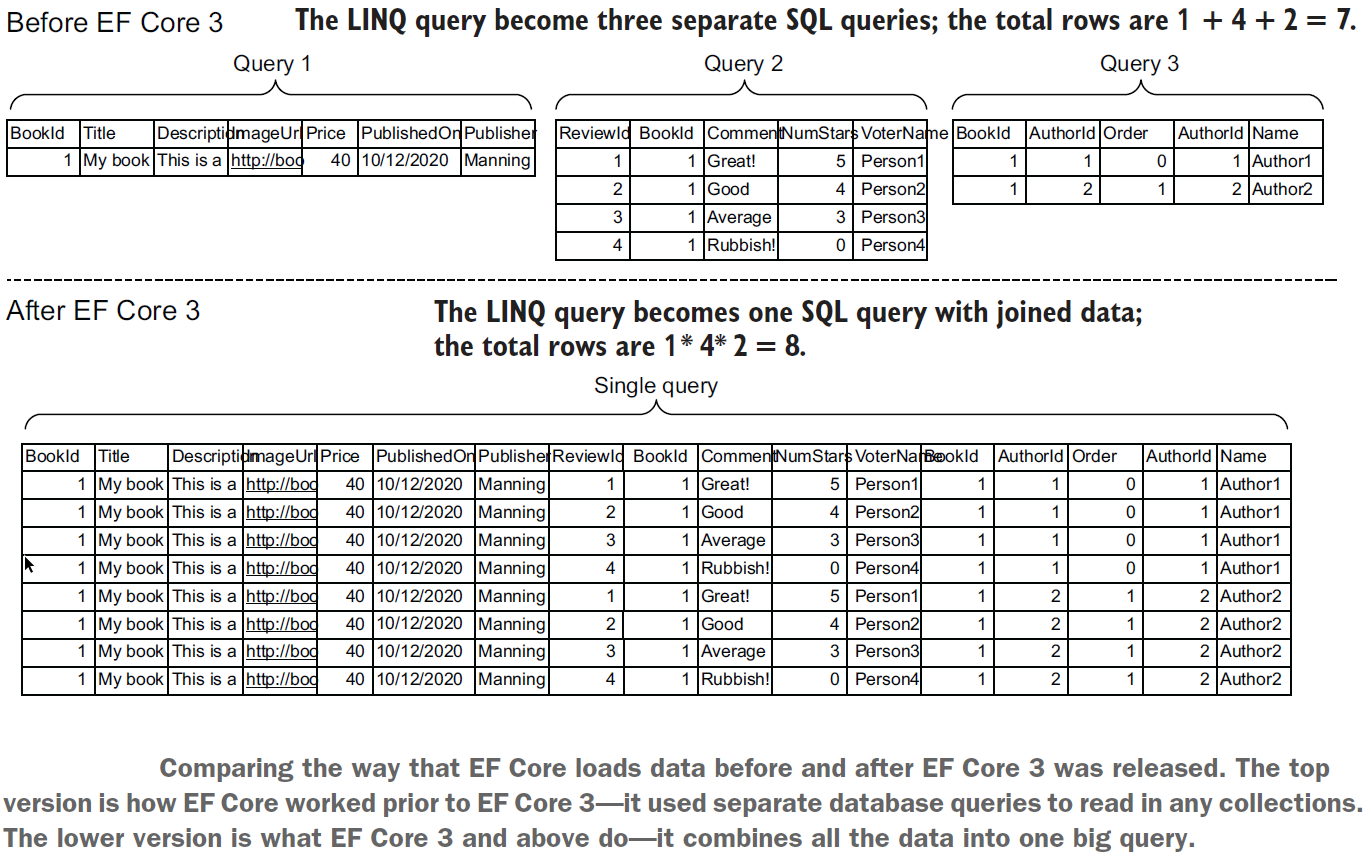 Before EF Core 3
The LINQ query become three separate SQL queries; the total rows are 1 + 4 + 2 = 7.
Query 1
Query 2
Query 3
BookId Title Description ImageUrl Price PublishedOn Publisher
1 My book This is a http://boo 40 10/12/2020 Manning
ReviewId BookId Comment NumStars VoterName
1 1 Great! 5 Person1
2 1 Good 4 Person2
3 1 Average 3 Person3
4 1 Rubbish! 0 Person4
BookId AuthorId Order AuthorId Name
1 1 0 1 Author1
1 2 1 2 Author2
After EF Core 3
The LINQ query becomes one SQL query with joined data;
the total rows are 1* 4* 2 = 8.
Single query
BookId Title Description ImageUrl Price PublishedOn Publisher ReviewId BookId Comment NumStars VoterName BookId AuthorId Order AuthorId Name
1 My book This is a http://boo 40 10/12/2020 Manning 1 1 Great! 5 Person1 1 1 0 1 Author1
1 My book This is a http://boo 40 10/12/2020 Manning 2 1 Good 4 Person2 1 1 0 1 Author1
1 My book This is a http://boo 40 10/12/2020 Manning 3 1 Average 3 Person3 1 1 0 1 Author1
1 My book This is a http://boo 40 10/12/2020 Manning 4 1 Rubbish! 0 Person4 1 1 0 1 Author1
1 My book This is a http://boo 40 10/12/2020 Manning 1 1 Great! 5 Person1 1 2 1 2 Author2
1 My book This is a http://boo 40 10/12/2020 Manning 2 1 Good 4 Person2 1 2 1 2 Author2
1 My book This is a http://boo 40 10/12/2020 Manning 3 1 Average 3 Person3 1 2 1 2 Author2
1 My book This is a http://boo 40 10/12/2020 Manning 4 1 Rubbish! 0 Person4 1 2 1 2 Author2
Comparing the way that EF Core loads data before and after EF Core 3 was released. The top
version is how EF Core worked prior to EF Core 3—it used separate database queries to read in any collections.
The lower version is what EF Core 3 and above do—it combines all the data into one big query.